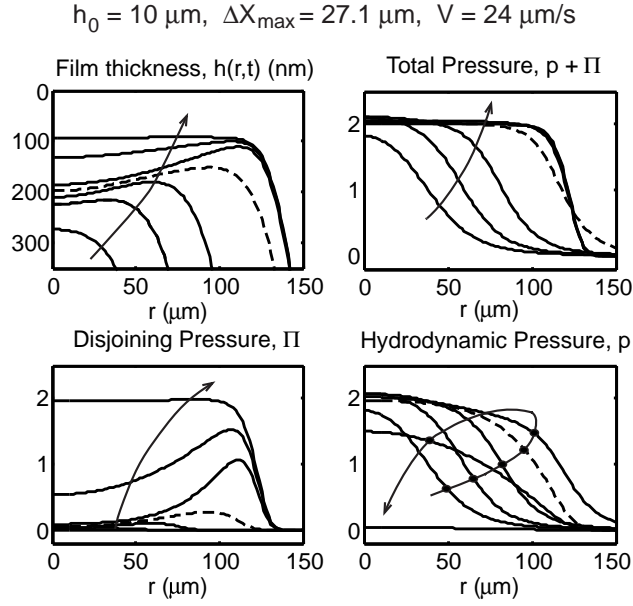 h₀ = 10 μm, ΔX_max = 27.1 μm, V = 24 μm/s
Film thickness, h(r,t) (nm)
Total Pressure, p + Π
0
100
200
300
0 50 100 150
r (μm)
2
1
0
0 50 100 150
r (μm)
Disjoining Pressure, Π
Hydrodynamic Pressure, p
2
1
0
0 50 100 150
r (μm)
2
1
0
0 50 100 150
r (μm)